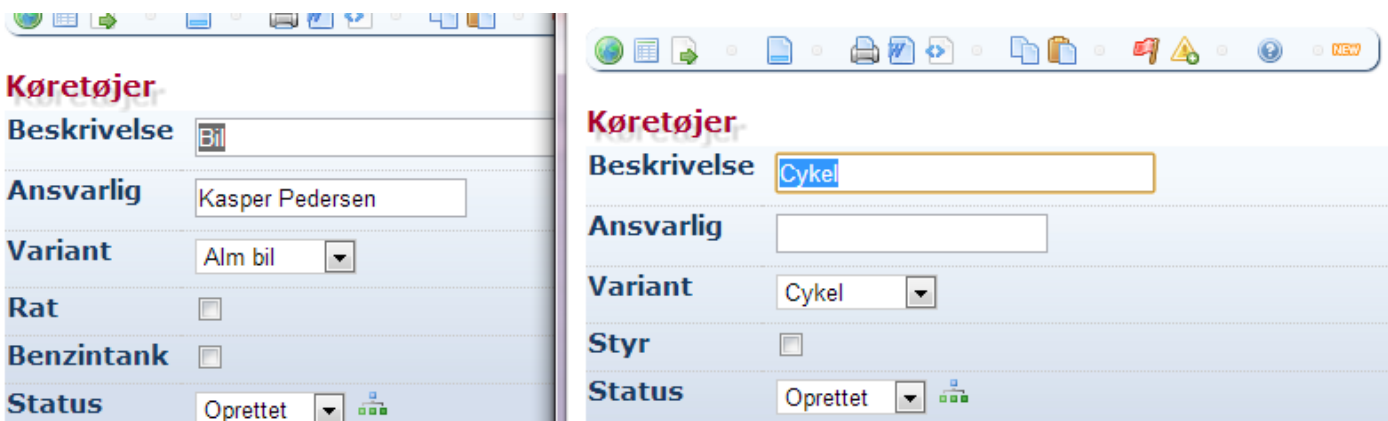 Køretøjer
Beskrivelse Bil
Ansvarlig Kasper Pedersen
Variant Alm bil
Rat
Benzintank
Status Oprettet
NEW
Køretøjer
Beskrivelse Cykel
Ansvarlig
Variant Cykel
Styr
Status Oprettet